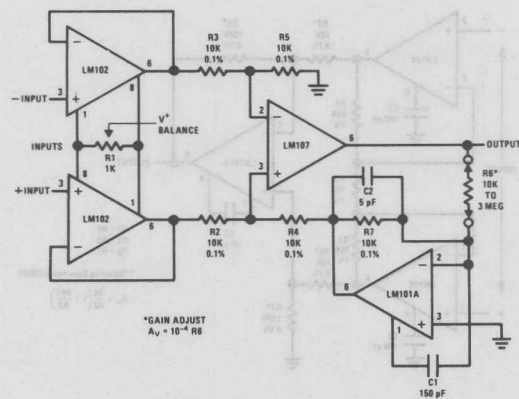 R3
10K
0.1%
R5
10K
0.1%
6
LM102
8
–INPUT
3
1
V+
BALANCE
INPUTS
R1
1K
2
LM107
6
OUTPUT
3
R6*
10K
TO
3 MEG
8
+INPUT
3
1
LM102
6
C2
5 pF
R2
10K
0.1%
R4
10K
0.1%
R7
10K
0.1%
6
2
LM101A
3
1
*GAIN ADJUST
AV = 10⁻⁴ R6
C1
150 pF